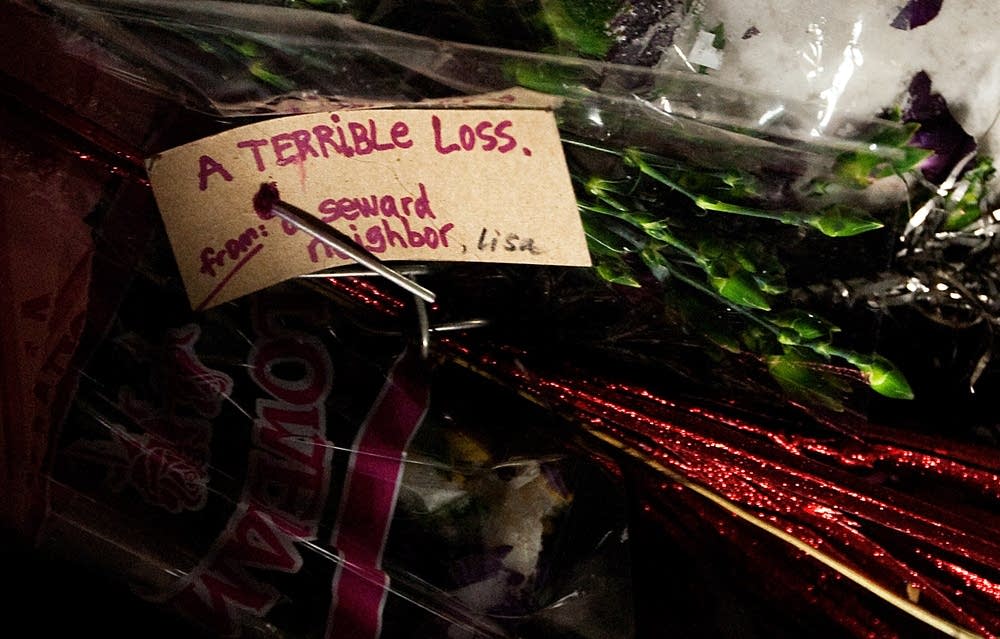 A TERRiBLe Loss.
from: a seward
neighbor, lisa